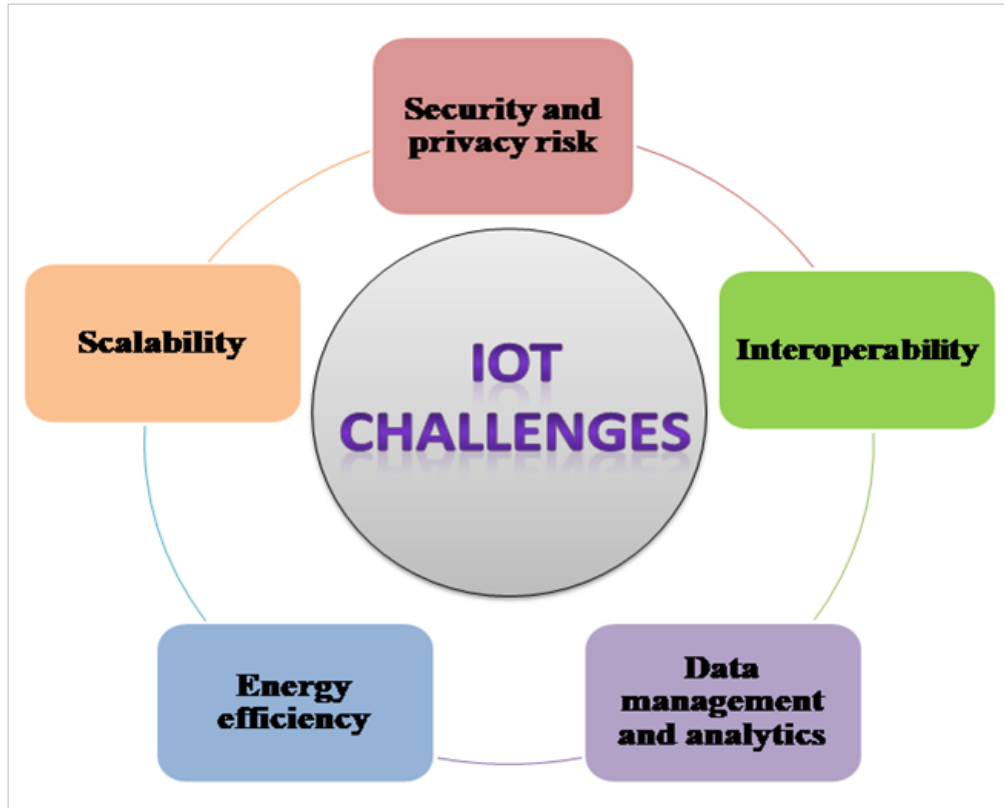 Security and
privacy risk
Scalability
Interoperability
IOT
CHALLENGES
Energy
efficiency
Data
management
and analytics